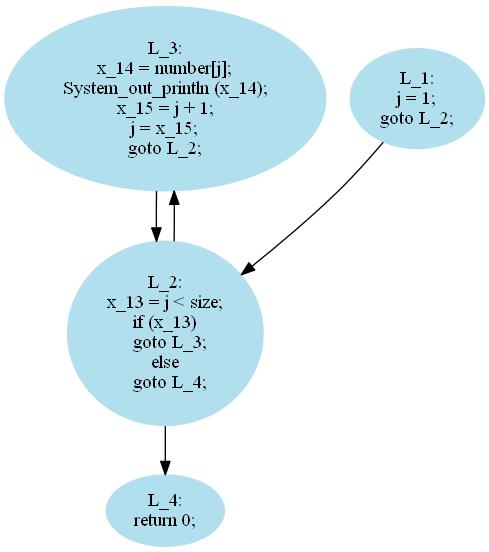 L_3:
x_14 = number[j];
System_out_println (x_14);
x_15 = j + 1;
j = x_15;
goto L_2;
L_1:
j = 1;
goto L_2;
L_2:
x_13 = j < size;
if (x_13)
goto L_3;
else
goto L_4;
L_4:
return 0;